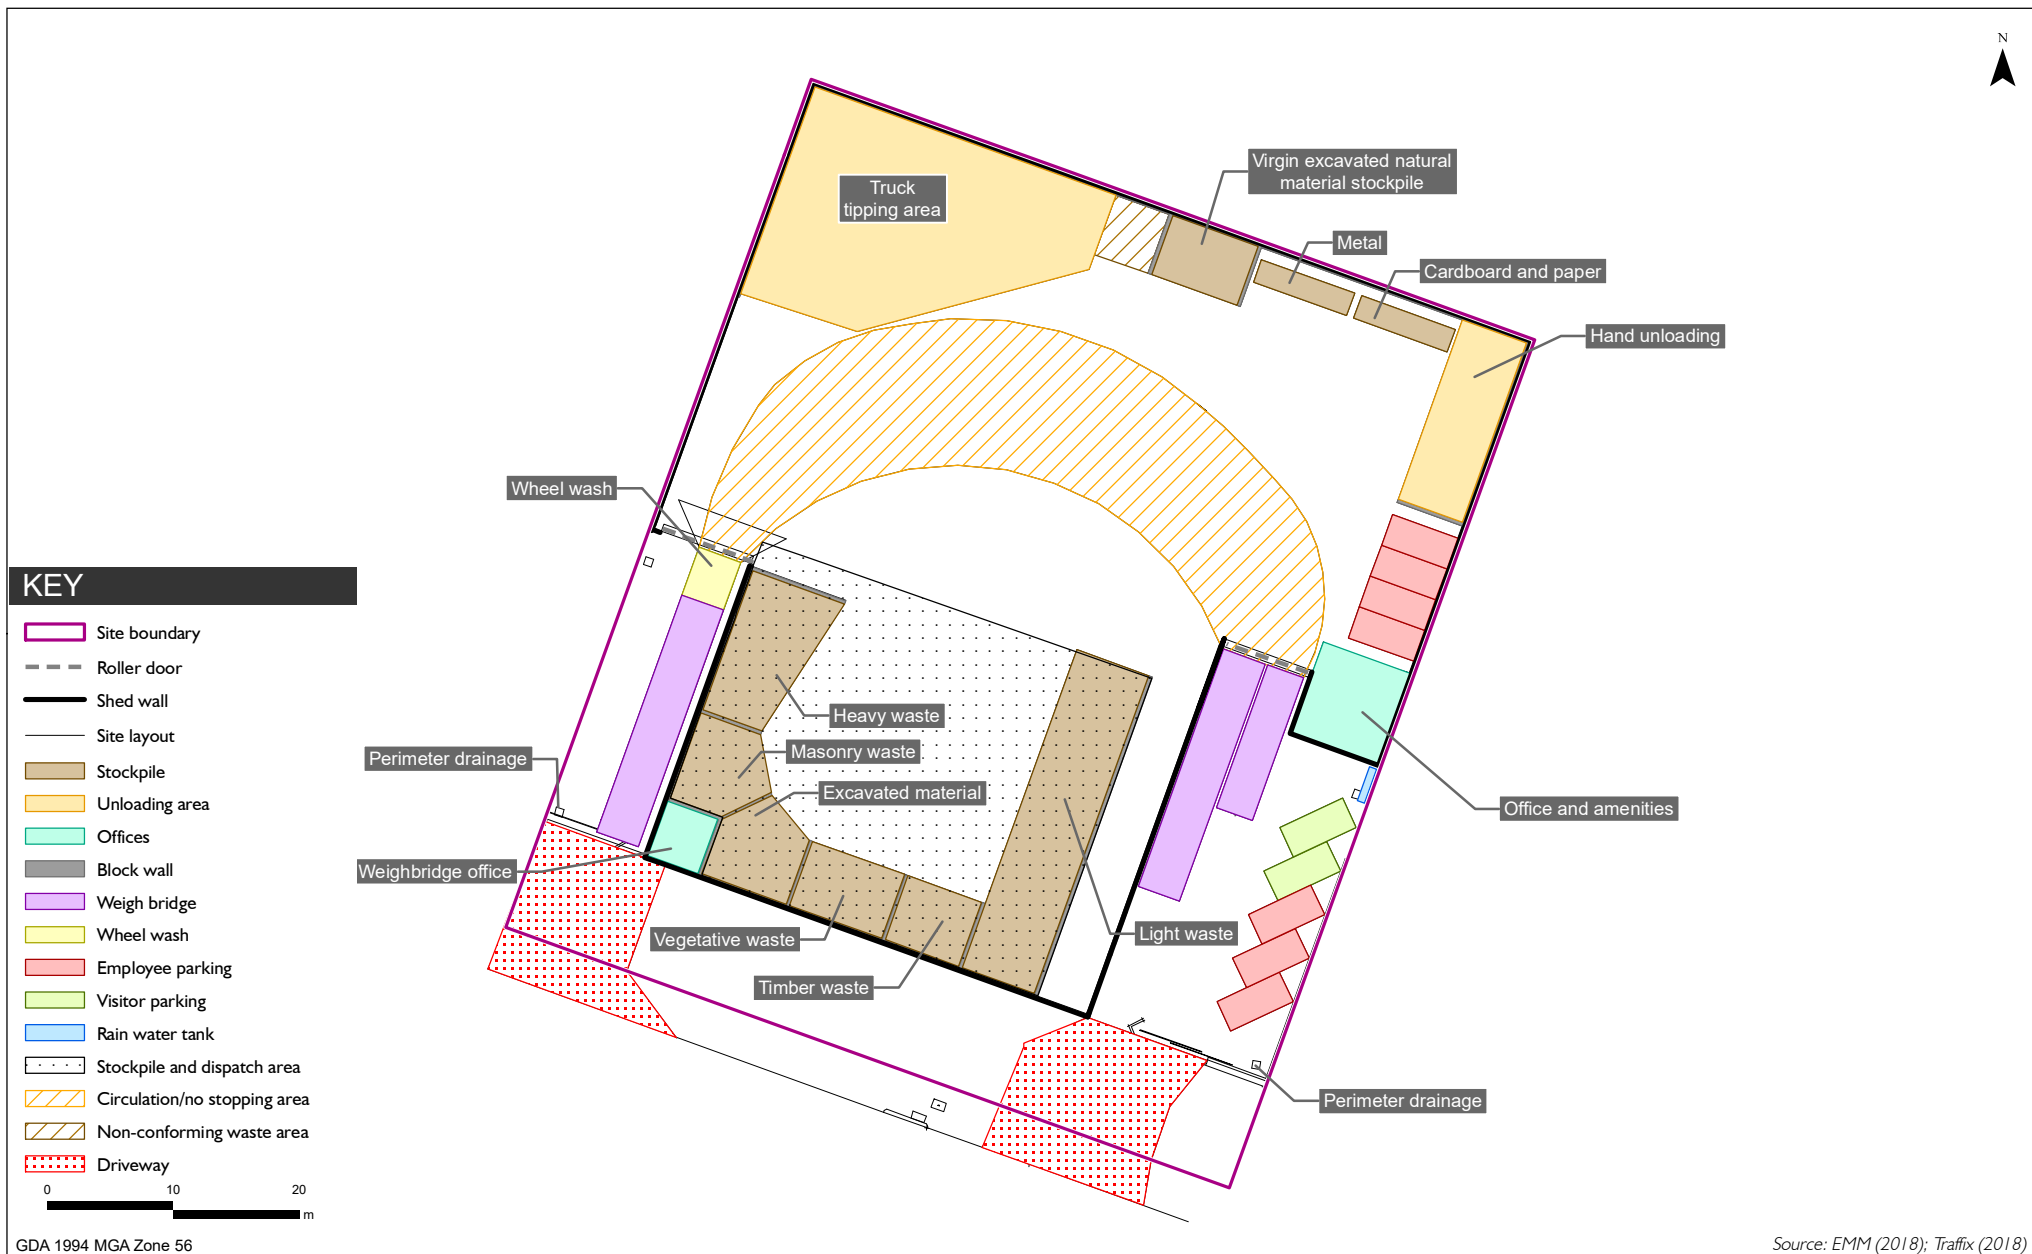 N
Virgin excavated natural
material stockpile
Truck
tipping area
Metal
Cardboard and paper
Hand unloading
Wheel wash
Heavy waste
Masonry waste
Perimeter drainage
Excavated material
Office and amenities
Weighbridge office
Light waste
Vegetative waste
Timber waste
Perimeter drainage
KEY
Site boundary
Roller door
Shed wall
Site layout
Stockpile
Unloading area
Offices
Block wall
Weigh bridge
Wheel wash
Employee parking
Visitor parking
Rain water tank
Stockpile and dispatch area
Circulation/no stopping area
Non-conforming waste area
Driveway
0 10 20
m
GDA 1994 MGA Zone 56
Source: EMM (2018); Traffix (2018)